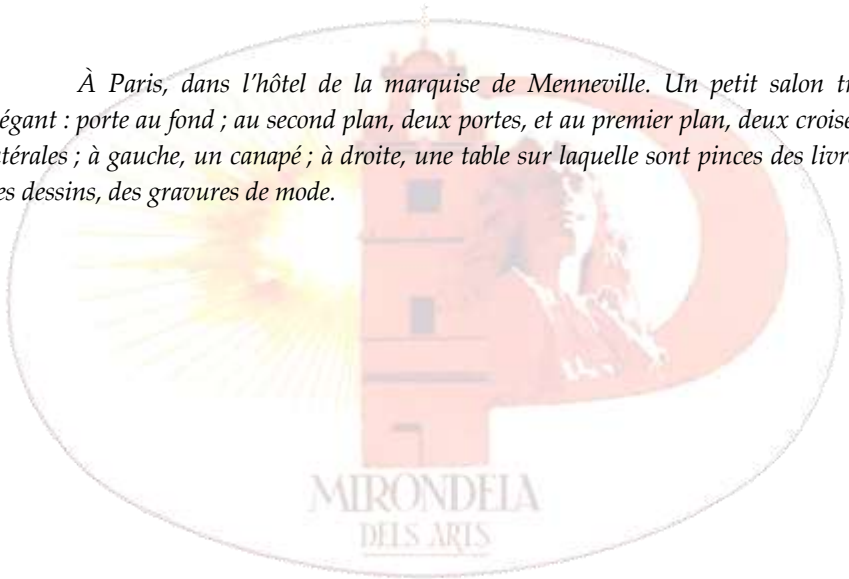 À Paris, dans l'hôtel de la marquise de Menneville. Un petit salon
: porte au fond ; au second plan, deux portes, et au premier plan, deux
; à gauche, un canapé ; à droite, une table sur laquelle sont pinces des
dessins, des gravures de mode.
MIRONDELA
DELS ARTS